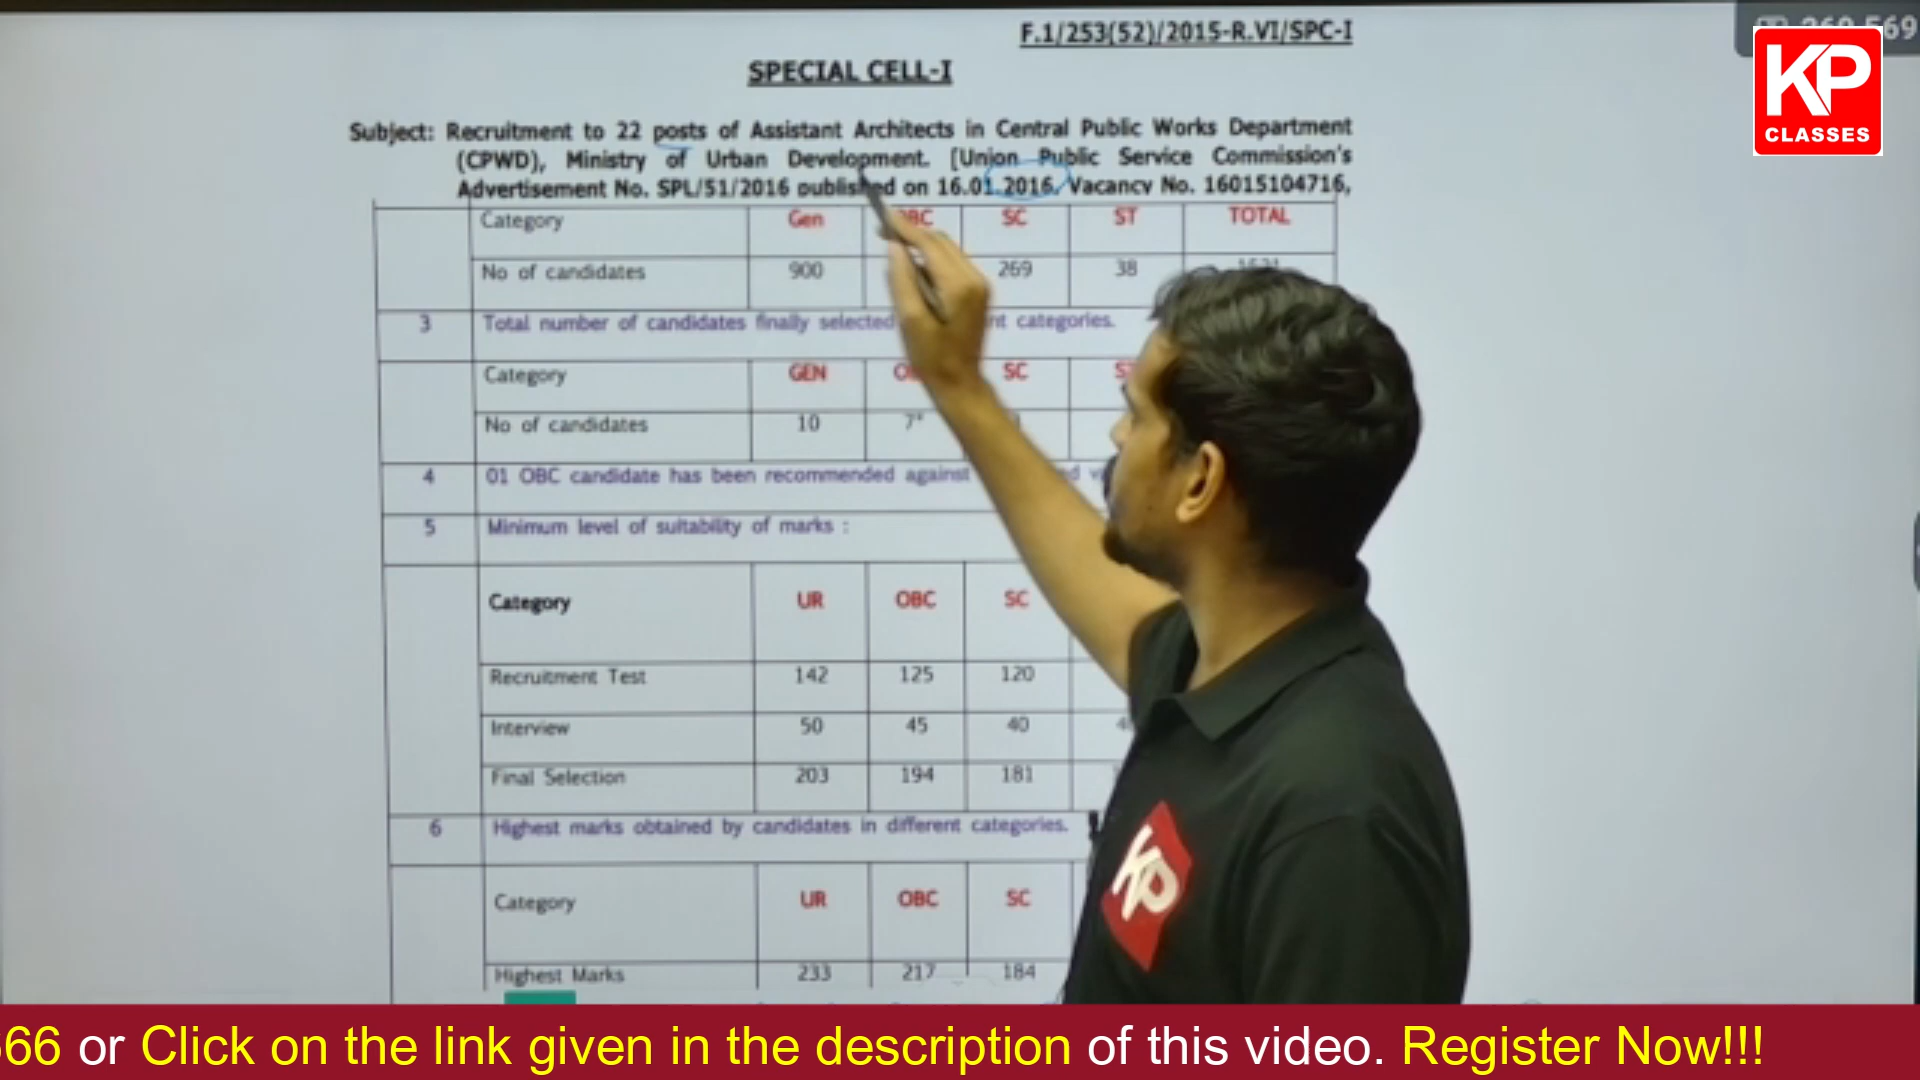 F.1/253(52)/2015-R.VI/SPC-I
SPECIAL CELL-I
KP
CLASSES
Subject: Recruitment to 22 posts of Assistant Architects in Central Public Works Department
(CPWD), Ministry of Urban Development. [Union Public Service Commission's
Advertisement No. SPL/51/2016 published on 16.01.2016. Vacancy No. 16015104716,
Category Gen SC ST TOTAL
No of candidates 900 269 38
3 Total number of candidates finally selected categories.
Category GEN SC
No of candidates 10 7*
4 01 OBC candidate has been recommended against
5 Minimum level of suitability of marks :
Category UR OBC SC
Recruitment Test 142 125 120
Interview 50 45 40
Final Selection 203 194 181
6 Highest marks obtained by candidates in different categories.
Category UR OBC SC
Highest Marks 233 217 184
KP
66 or Click on the link given in the description of this video. Register Now!!!